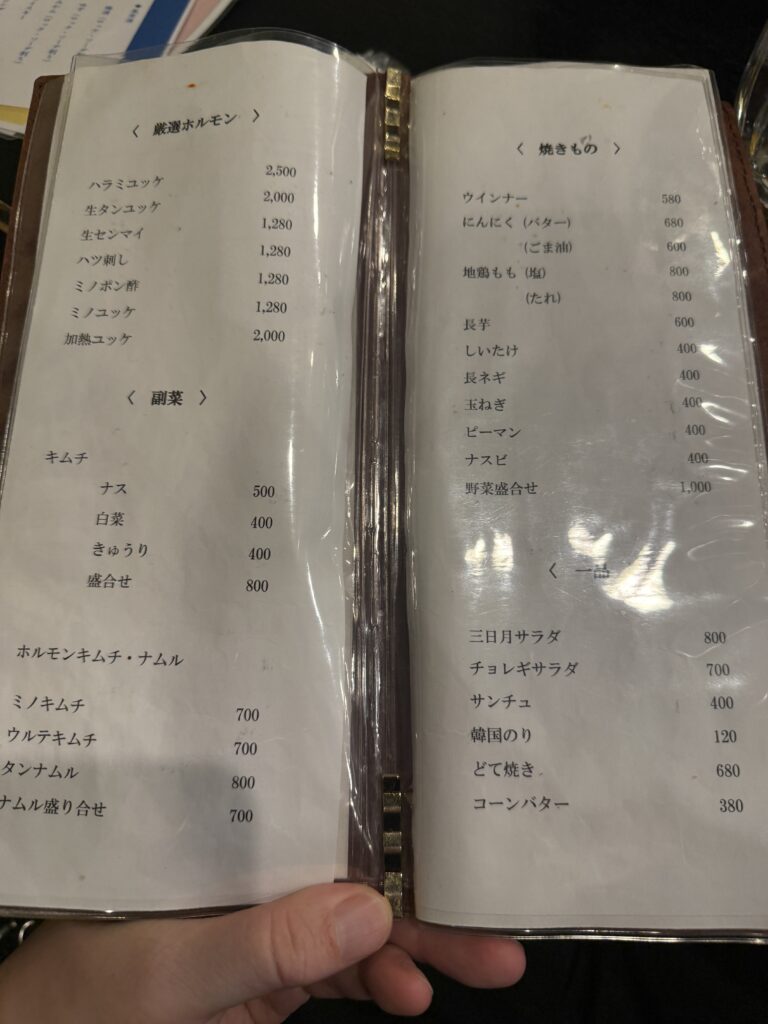 〈 厳選ホルモン 〉
ハラミユッケ 2,500
生タンユッケ 2,000
生センマイ 1,280
ハツ刺し 1,280
ミノポン酢 1,280
ミノユッケ 1,280
加熱ユッケ 2,000
〈 副菜 〉
キムチ
ナス 500
白菜 400
きゅうり 400
盛合せ 800
ホルモンキムチ・ナムル
ミノキムチ 700
ウルテキムチ 700
タンナムル 800
ナムル盛り合せ 700
〈 焼きもの 〉
ウインナー 580
にんにく (バター) 680
(ごま油) 600
地鶏もも (塩) 800
(たれ) 800
長芋 600
しいたけ 400
長ネギ 400
玉ねぎ 400
ピーマン 400
ナスビ 400
野菜盛合せ 1,000
〈 一品
三日月サラダ 800
チョレギサラダ 700
サンチュ 400
韓国のり 120
どて焼き 680
コーンバター 380